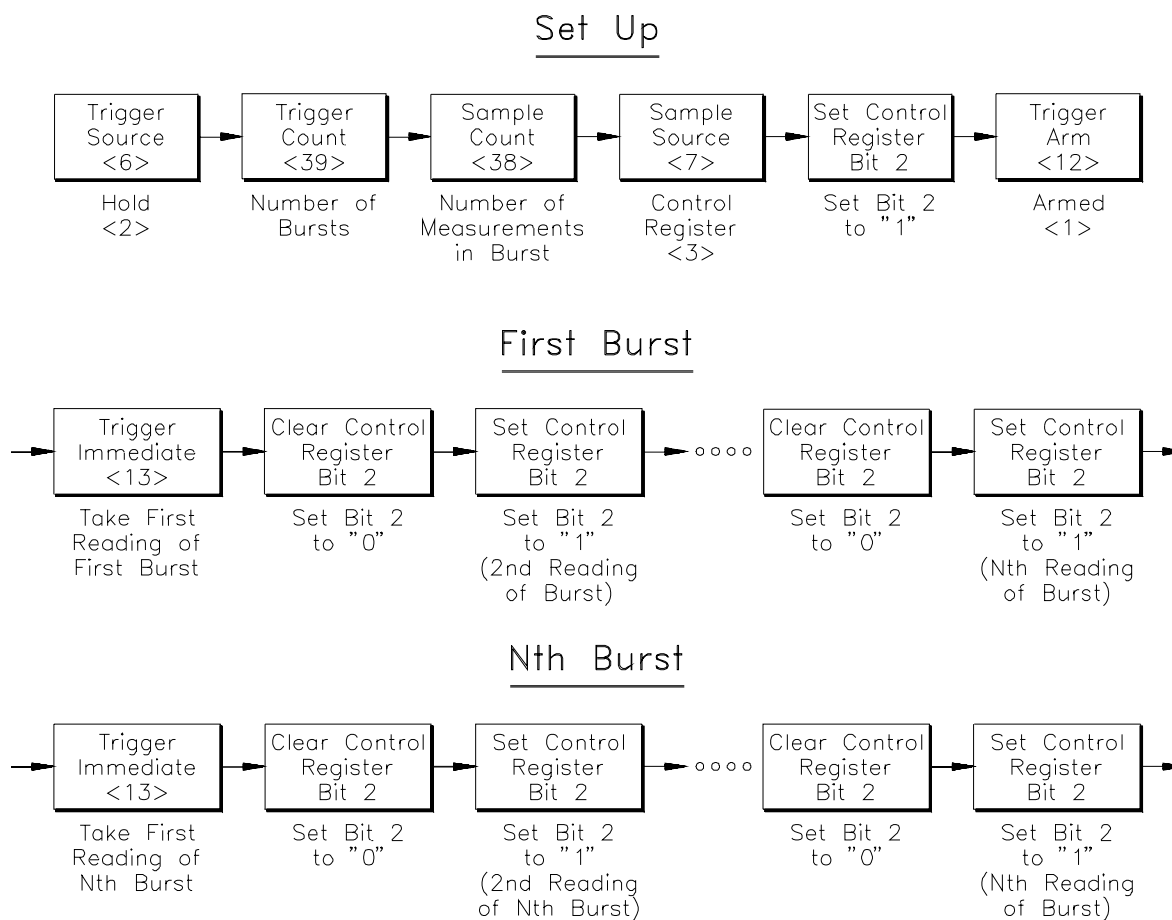 Set Up
Trigger
Source
<6>
Hold
<2>
Trigger
Count
<39>
Number of
Bursts
Sample
Count
<38>
Number of
Measurements
in Burst
Sample
Source
<7>
Control
Register
<3>
Set Control
Register
Bit 2
Set Bit 2
to "1"
Trigger
Arm
<12>
Armed
<1>
First Burst
Trigger
Immediate
<13>
Take First
Reading of
First Burst
Clear Control
Register
Bit 2
Set Bit 2
to "0"
Set Control
Register
Bit 2
Set Bit 2
to "1"
(2nd Reading
of Burst)
Clear Control
Register
Bit 2
Set Bit 2
to "0"
Set Control
Register
Bit 2
Set Bit 2
to "1"
(Nth Reading
of Burst)
Nth Burst
Trigger
Immediate
<13>
Take First
Reading of
Nth Burst
Clear Control
Register
Bit 2
Set Bit 2
to "0"
Set Control
Register
Bit 2
Set Bit 2
to "1"
(2nd Reading
of Nth Burst)
Clear Control
Register
Bit 2
Set Bit 2
to "0"
Set Control
Register
Bit 2
Set Bit 2
to "1"
(Nth Reading
of Burst)